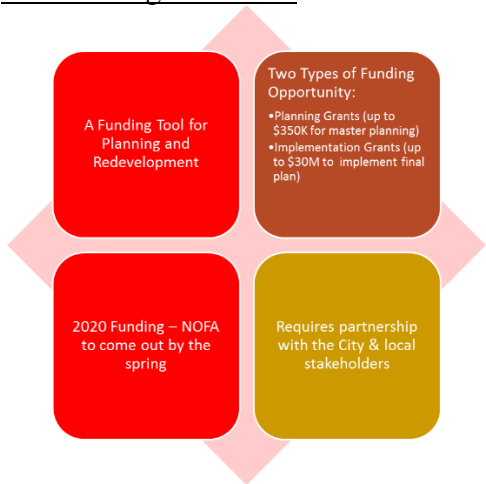 A Funding Tool for
Planning and
Redevelopment
Two Types of Funding
Opportunity:
•Planning Grants (up to
$350K for master planning)
•Implementation Grants (up
to $30M to implement final
plan)
2020 Funding – NOFA
to come out by the
spring
Requires partnership
with the City & local
stakeholders